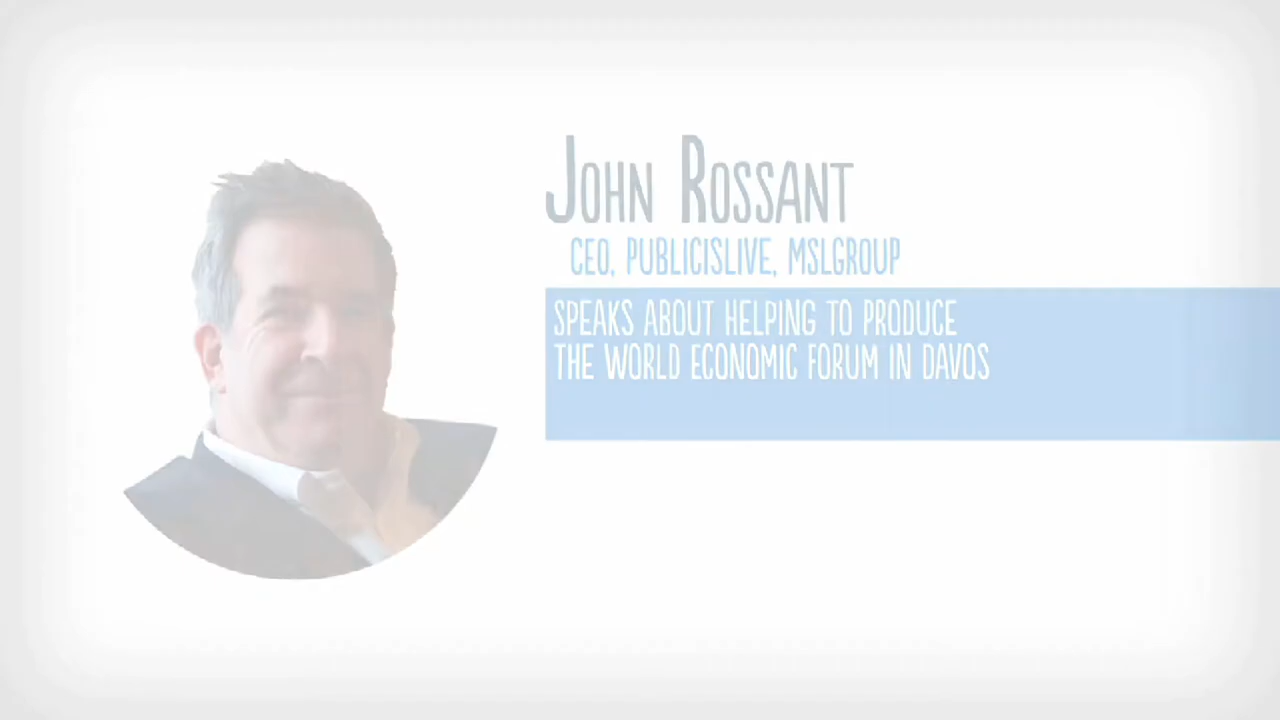 John Rossant
CEO, PUBLICISLIVE, MSLGROUP
SPEAKS ABOUT HELPING TO PRODUCE
THE WORLD ECONOMIC FORUM IN DAVOS